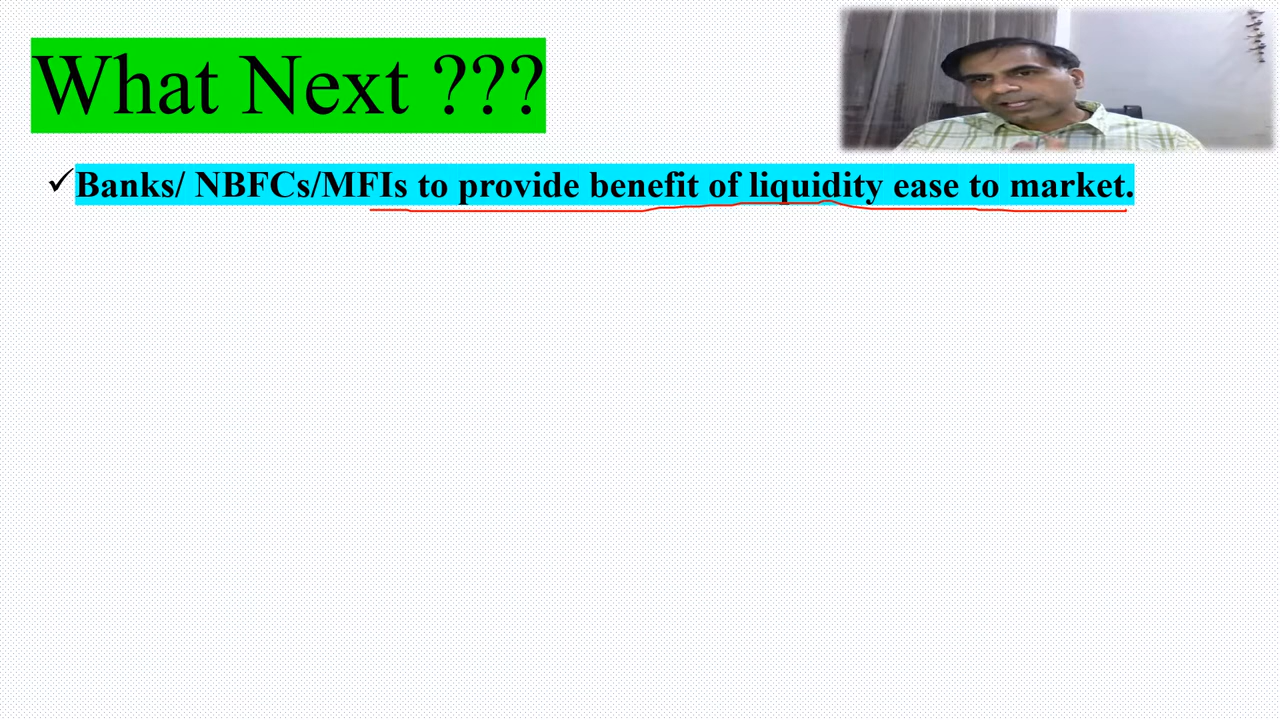 What Next ???
✓Banks/ NBFCs/MFIs to provide benefit of liquidity ease to market.